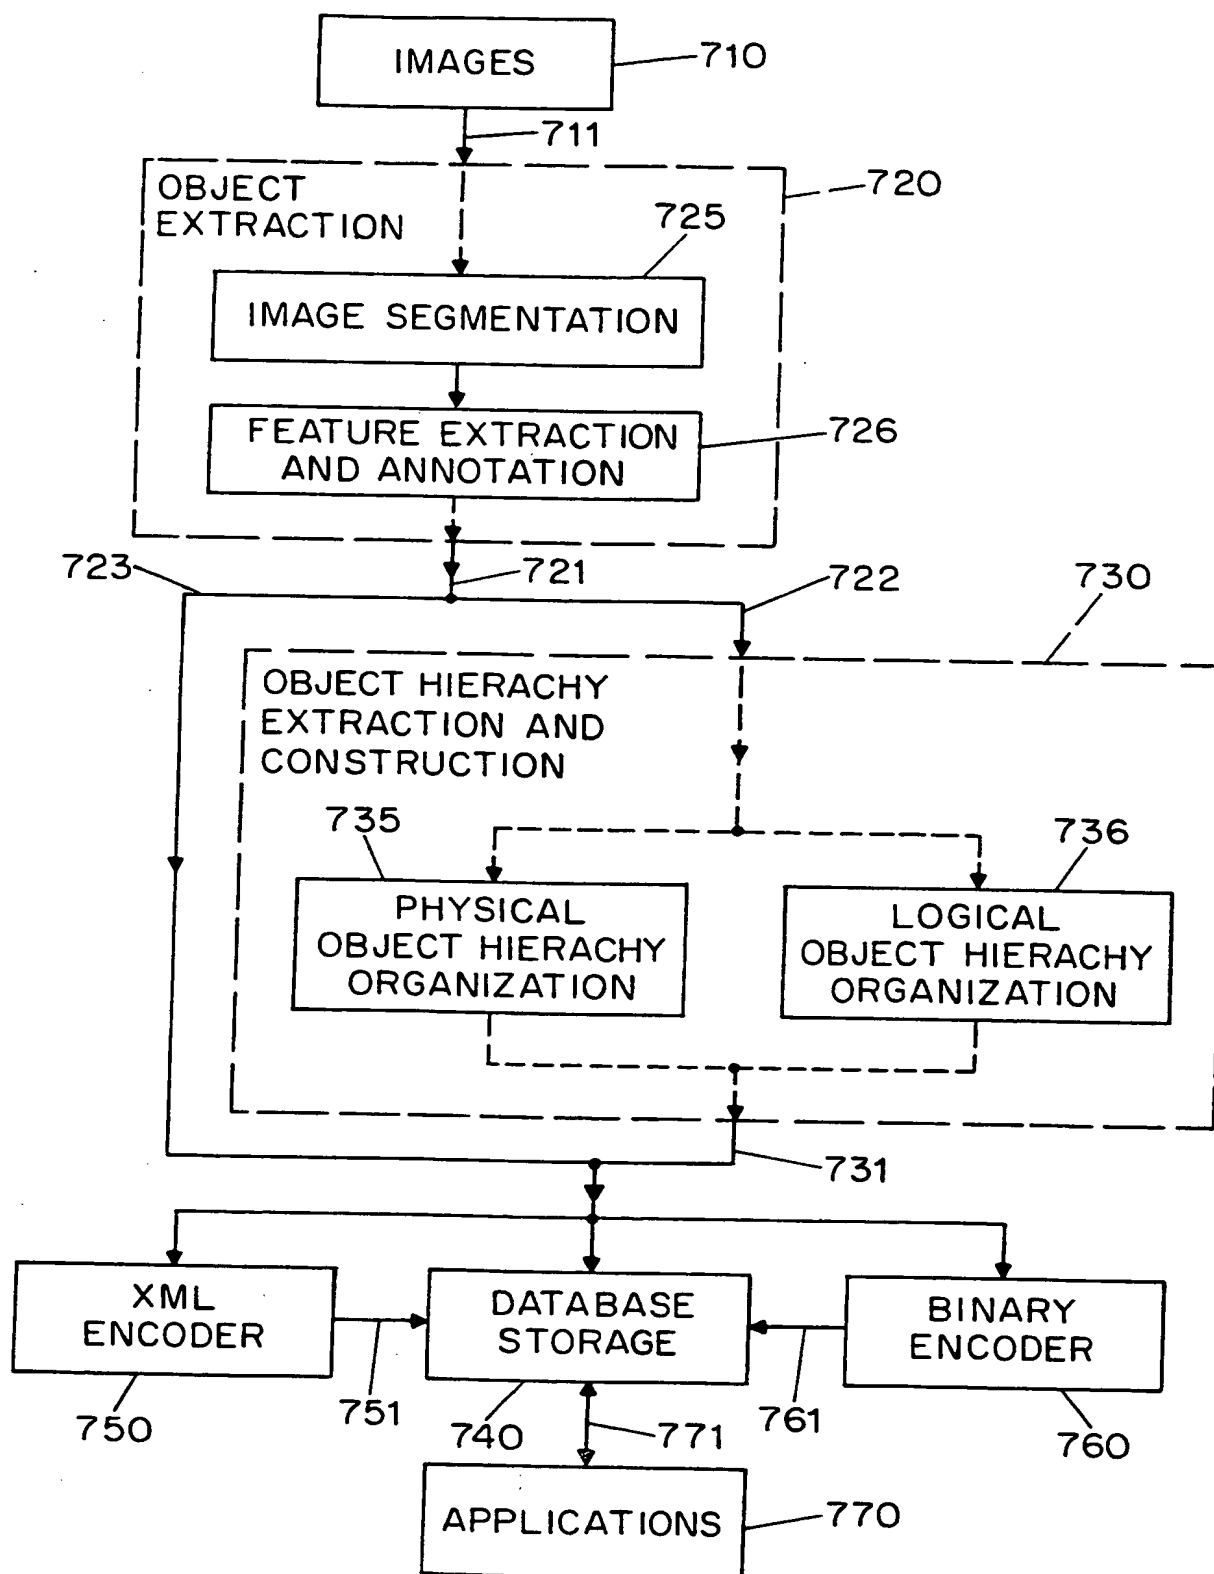 IMAGES
710
711
OBJECT
EXTRACTION
720
725
IMAGE SEGMENTATION
FEATURE EXTRACTION
AND ANNOTATION
726
723
721
722
730
OBJECT HIERACHY
EXTRACTION AND
CONSTRUCTION
735
736
PHYSICAL
OBJECT HIERACHY
ORGANIZATION
LOGICAL
OBJECT HIERACHY
ORGANIZATION
731
XML
ENCODER
DATABASE
STORAGE
BINARY
ENCODER
750
751
740
771
761
760
APPLICATIONS
770